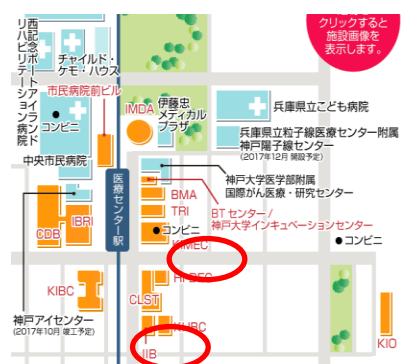 クリックすると
施設画像を
表示します。
西記念ポートアイランド
リハビリテーション病院
チャイルド・
ケモ・ハウス
市民病院前ビル
コンビニ
中央市民病院
IMDA
伊藤忠
メディカル
プラザ
兵庫県立こども病院
兵庫県立粒子線医療センター附属
神戸陽子線センター
(2017年12月 開設予定)
神戸大学医学部附属
国際がん医療・研究センター
医療センター駅
BMA
TRI
BTセンター/
神戸大学インキュベーションセンター
コンビニ
コンビニ
KIMEC
IBRI
CDB
KIBC
HI-DEC
CLST
神戸アイセンター
(2017年10月 竣工予定)
IIB
KIO